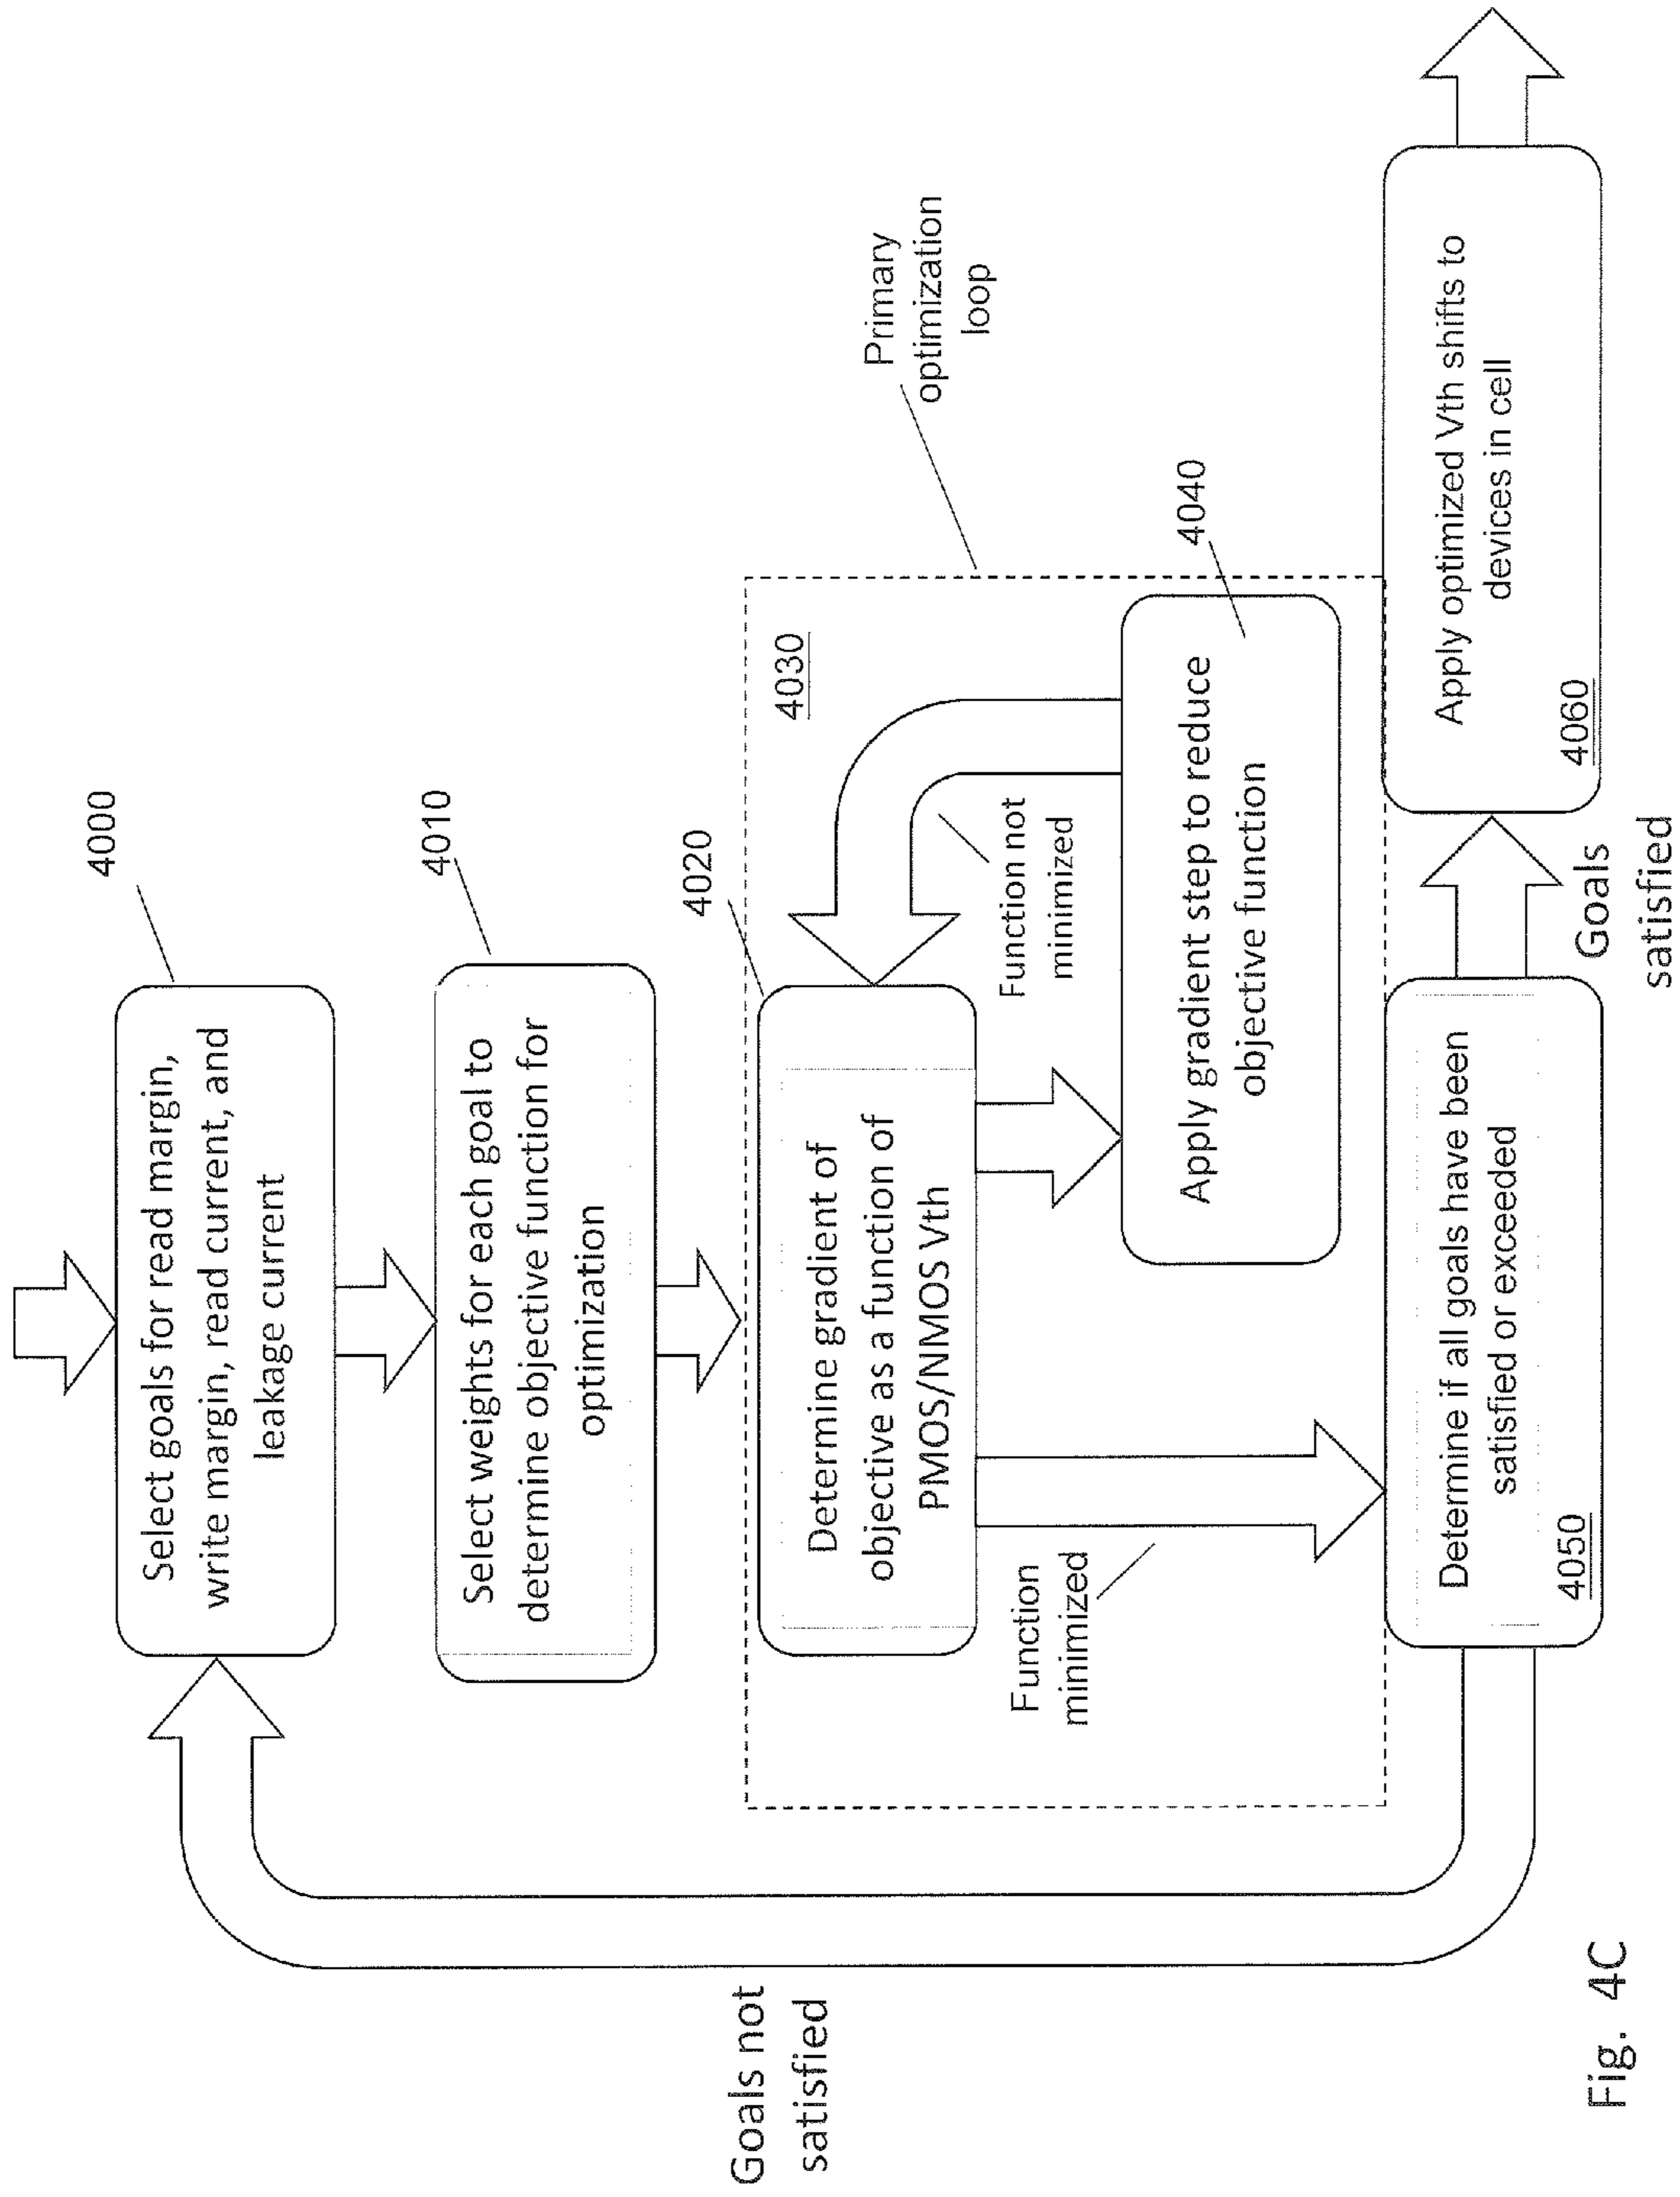 4000
Select goals for read margin,
write margin, read current, and
leakage current
4010
Select weights for each goal to
determine objective function for
optimization
4020
Determine gradient of
objective as a function of
PMOS/NMOS Vth
4030
Primary
optimization
loop
Function not
minimized
4040
Apply gradient step to reduce
objective function
Function
minimized
Goals not
satisfied
Determine if all goals have been
satisfied or exceeded
4050
Goals
satisfied
Apply optimized Vth shifts to
devices in cell
4060
Fig. 4C